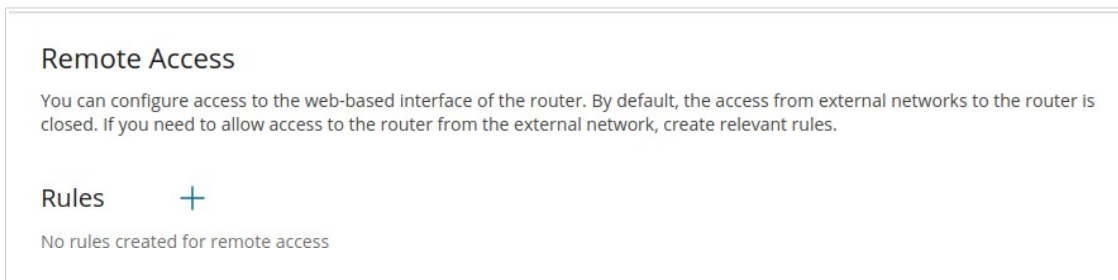 Remote Access
You can configure access to the web-based interface of the router. By default, the access from external networks to the router is
closed. If you need to allow access to the router from the external network, create relevant rules.
Rules +
No rules created for remote access